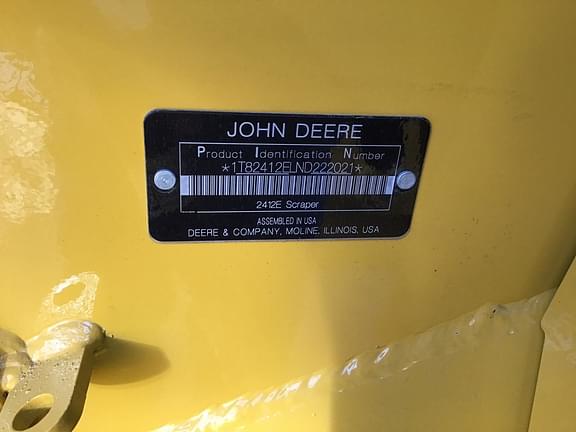 JOHN DEERE
Product Identification Number
*1T82412ELND222021*
2412E Scraper
ASSEMBLED IN USA
DEERE & COMPANY, MOLINE, ILLINOIS, USA